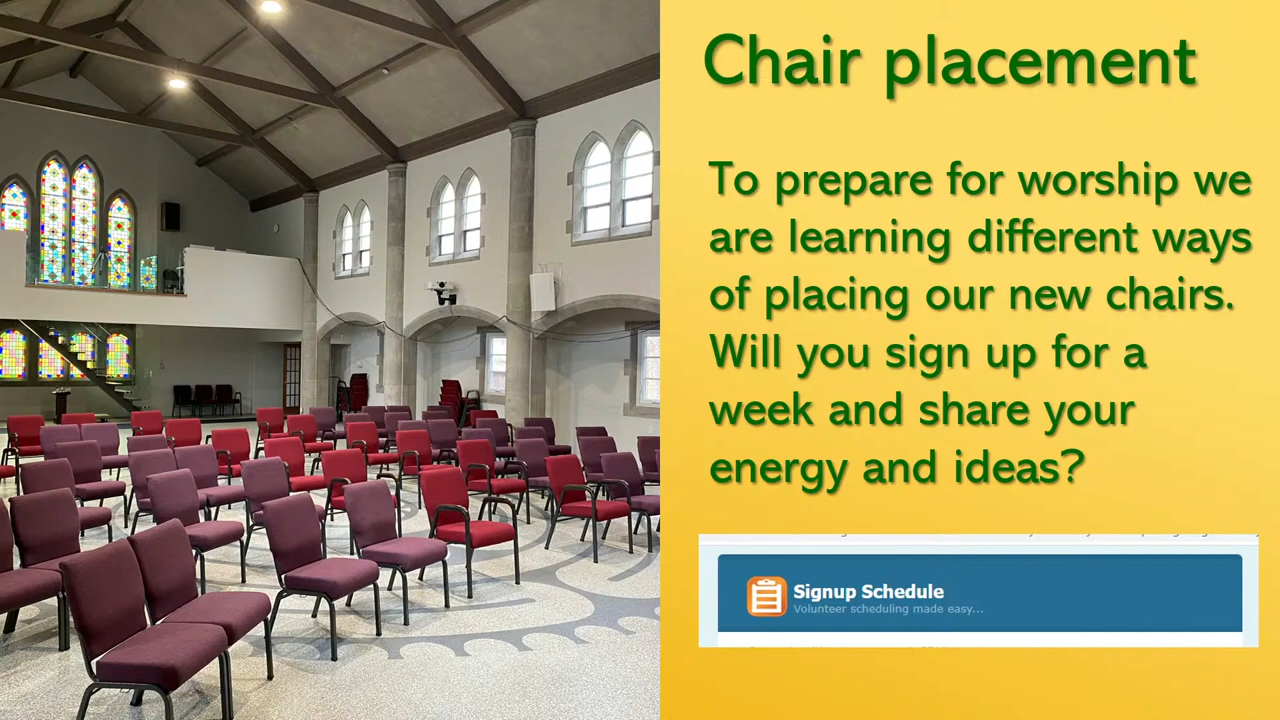 Chair placement
To prepare for worship we
are learning different ways
of placing our new chairs.
Will you sign up for a
week and share your
energy and ideas?
Signup Schedule
Volunteer scheduling made easy...